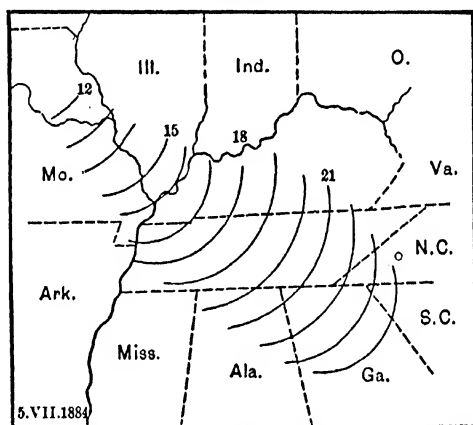 Ill.
Ind.
O.
12
15
18
Mo.
Va.
21
N.C.
Ark.
S.C.
Miss.
Ala.
Ga.
5.VII.1884